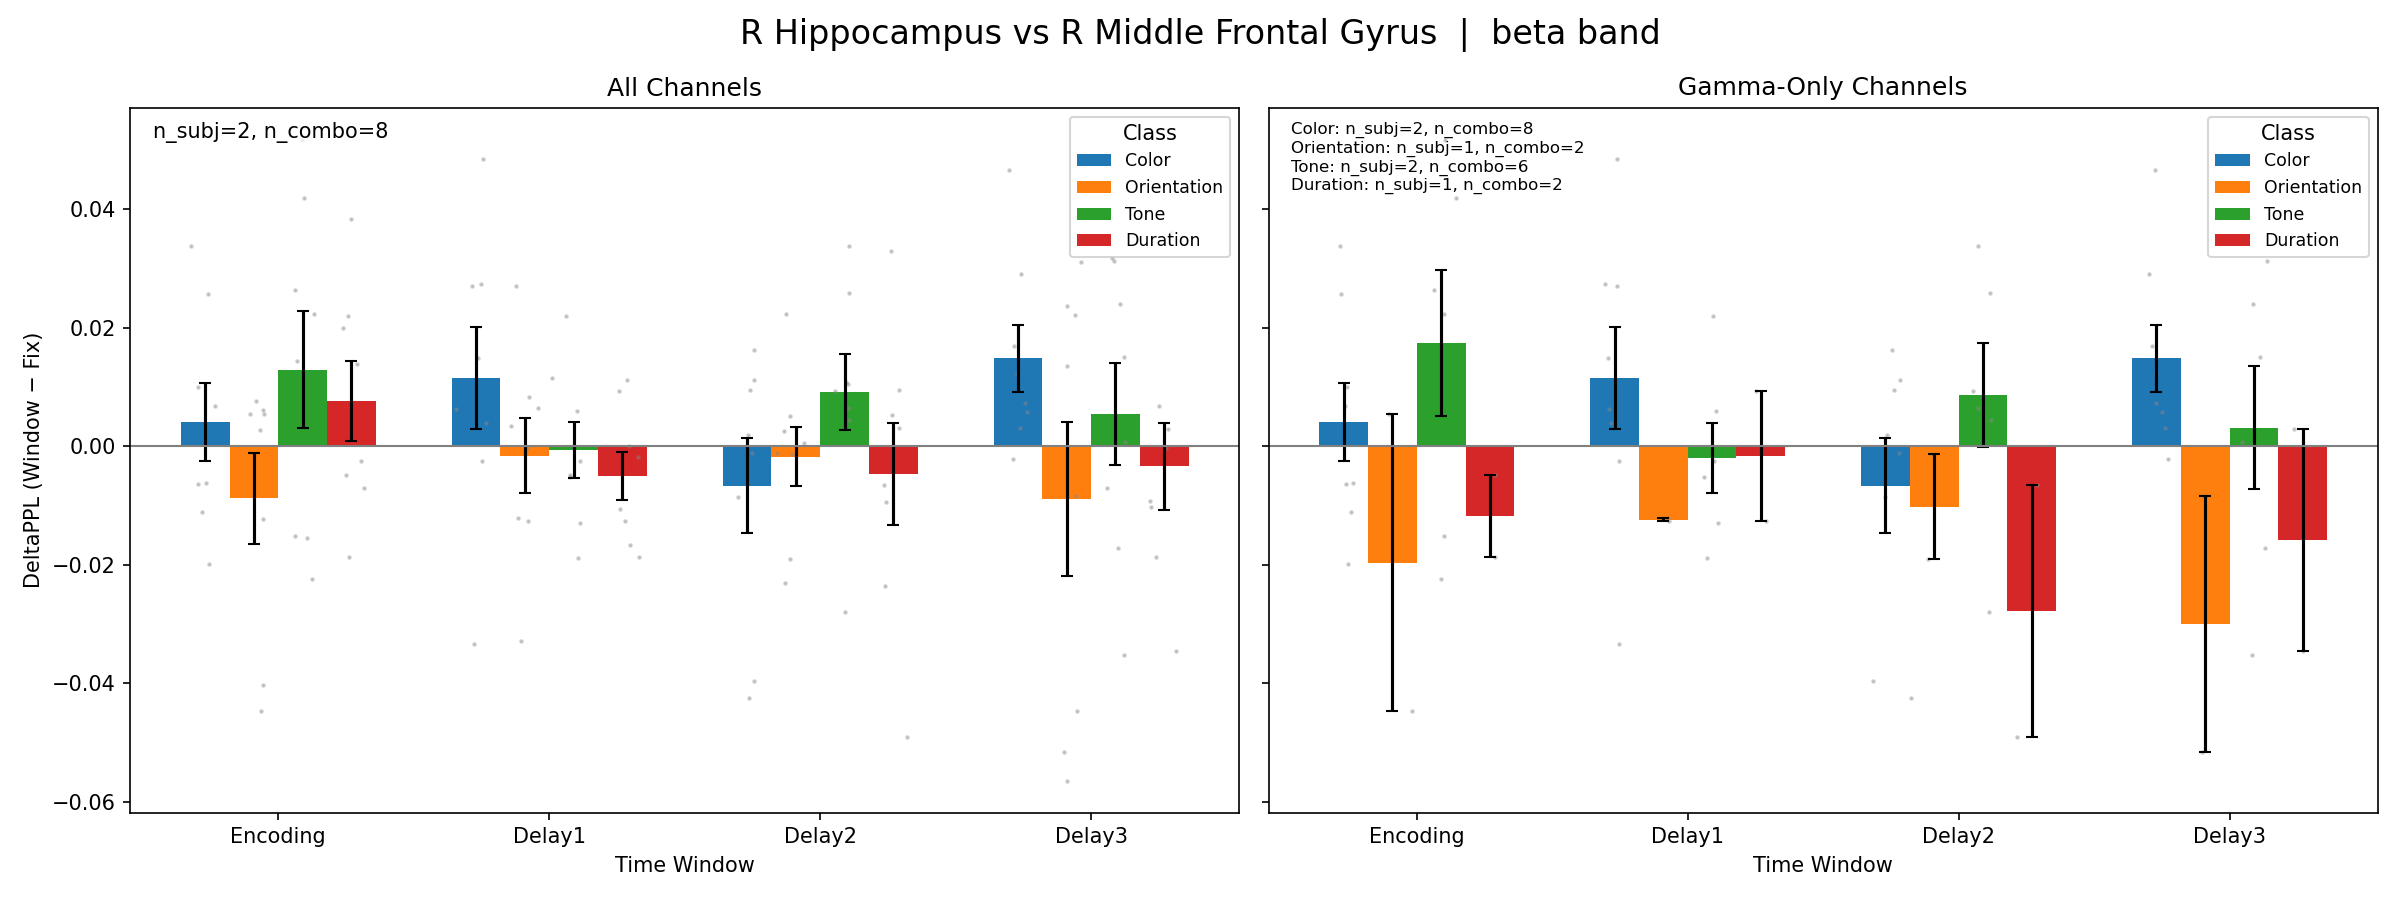 R Hippocampus vs R Middle Frontal Gyrus | beta band
All Channels
n_subj=2, n_combo=8
Class
Color
Orientation
Tone
Duration
0.04
0.02
0.00
−0.02
−0.04
−0.06
DeltaPPL (Window − Fix)
Encoding
Delay1
Delay2
Delay3
Time Window
Gamma-Only Channels
Color: n_subj=2, n_combo=8
Orientation: n_subj=1, n_combo=2
Tone: n_subj=2, n_combo=6
Duration: n_subj=1, n_combo=2
Class
Color
Orientation
Tone
Duration
Encoding
Delay1
Delay2
Delay3
Time Window